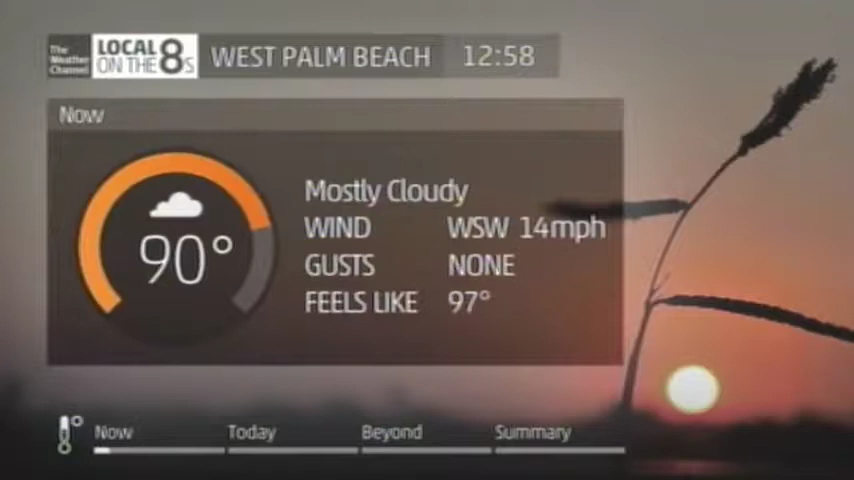 The
Weather
Channel
LOCAL
ON THE 8s
WEST PALM BEACH
12:58
Now
90°
Mostly Cloudy
WIND WSW 14mph
GUSTS NONE
FEELS LIKE 97°
Now Today Beyond Summary